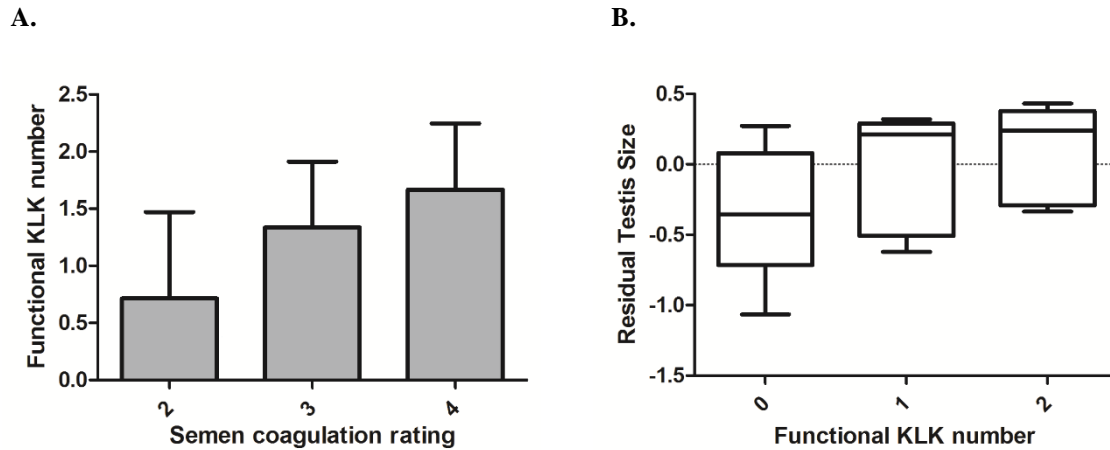 A.
Functional KLK number
2.5
2.0
1.5
1.0
0.5
0.0
2
3
4
Semen coagulation rating
B.
Residual Testis Size
0.5
0.0
-0.5
-1.0
-1.5
0
1
2
Functional KLK number